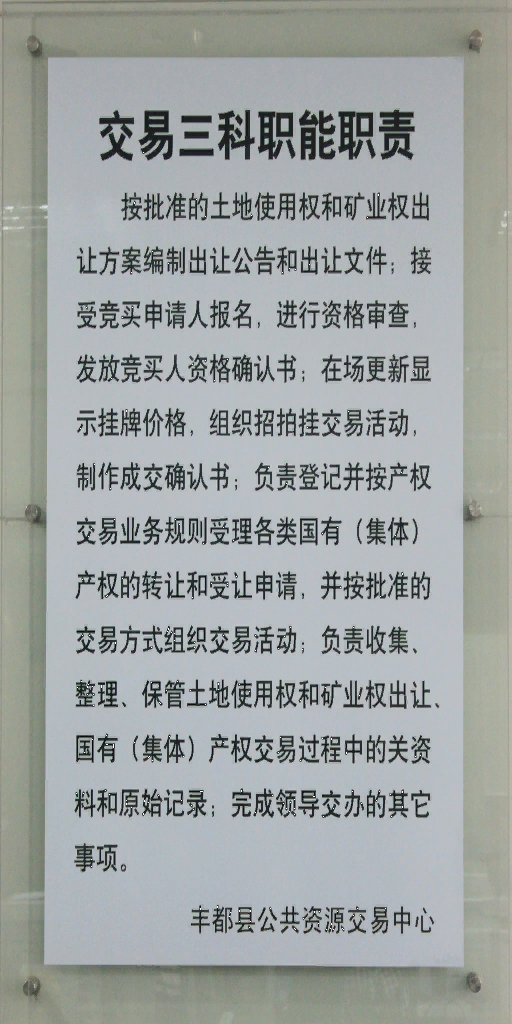 交易三科职能职责
按批准的土地使用权和矿业权出
让方案编制出让公告和出让文件；接
受竞买申请人报名，进行资格审查，
发放竞买人资格确认书；在场更新显
示挂牌价格，组织招拍挂交易活动，
制作成交确认书；负责登记并按产权
交易业务规则受理各类国有（集体）
产权的转让和受让申请，并按批准的
交易方式组织交易活动；负责收集、
整理、保管土地使用权和矿业权出让、
国有（集体）产权交易过程中的关资
料和原始记录；完成领导交办的其它
事项。
丰都县公共资源交易中心